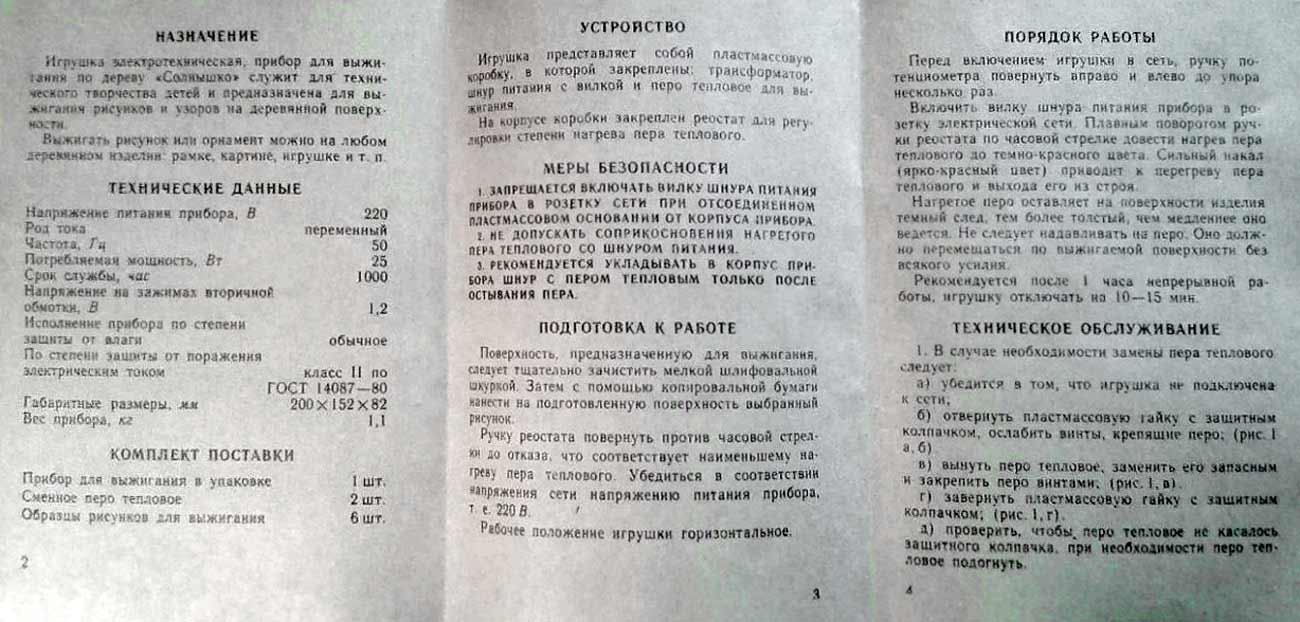 НАЗНАЧЕНИЕ
Игрушка электротехническая, прибор для выжи-
гания по дереву «Солнышко» служит для техни-
ческого творчества детей и предназначена для вы-
жигания рисунков и узоров на деревянной поверх-
ности.
Выжигать рисунок или орнамент можно на любом
деревянном изделии: рамке, картине, игрушке и т. п.
ТЕХНИЧЕСКИЕ ДАННЫЕ
Напряжение питания прибора, В 220
Род тока переменный
Частота, Гц 50
Потребляемая мощность, Вт 25
Срок службы, час 1000
Напряжение на зажимах вторичной
обмотки, В 1,2
Исполнение прибора по степени
защиты от влаги обычное
По степени защиты от поражения
электрическим током класс II по
ГОСТ 14087—80
Габаритные размеры, мм 200×152×82
Вес прибора, кг 1,1
КОМПЛЕКТ ПОСТАВКИ
Прибор для выжигания в упаковке 1 шт.
Сменное перо тепловое 2 шт.
Образцы рисунков для выжигания 6 шт.
2
УСТРОЙСТВО
Игрушка представляет собой пластмассовую
коробку, в которой закреплены: трансформатор,
шнур питания с вилкой и перо тепловое для вы-
жигания.
На корпусе коробки закреплен реостат для регу-
лировки степени нагрева пера теплового.
МЕРЫ БЕЗОПАСНОСТИ
1. ЗАПРЕЩАЕТСЯ ВКЛЮЧАТЬ ВИЛКУ ШНУРА ПИТАНИЯ
ПРИБОРА В РОЗЕТКУ СЕТИ ПРИ ОТСОЕДИНЕННОМ
ПЛАСТМАССОВОМ ОСНОВАНИИ ОТ КОРПУСА ПРИБОРА.
2. НЕ ДОПУСКАТЬ СОПРИКОСНОВЕНИЯ НАГРЕТОГО
ПЕРА ТЕПЛОВОГО СО ШНУРОМ ПИТАНИЯ.
3. РЕКОМЕНДУЕТСЯ УКЛАДЫВАТЬ В КОРПУС ПРИ-
БОРА ШНУР С ПЕРОМ ТЕПЛОВЫМ ТОЛЬКО ПОСЛЕ
ОСТЫВАНИЯ ПЕРА.
ПОДГОТОВКА К РАБОТЕ
Поверхность, предназначенную для выжигания,
следует тщательно зачистить мелкой шлифовальной
шкуркой. Затем с помощью копировальной бумаги
нанести на подготовленную поверхность выбранный
рисунок.
Ручку реостата повернуть против часовой стрел-
ки до отказа, что соответствует наименьшему на-
греву пера теплового. Убедиться в соответствии
напряжения сети напряжению питания прибора,
т. е. 220 В.
Рабочее положение игрушки горизонтальное.
3
ПОРЯДОК РАБОТЫ
Перед включением игрушки в сеть, ручку по-
тенциометра повернуть вправо и влево до упора
несколько раз.
Включить вилку шнура питания прибора в ро-
зетку электрической сети. Плавным поворотом руч-
ки реостата по часовой стрелке довести нагрев пера
теплового до темно-красного цвета. Сильный накал
(ярко-красный цвет) приводит к перегреву пера
теплового и выхода его из строя.
Нагретое перо оставляет на поверхности изделия
темный след, тем более толстый, чем медленнее оно
ведется. Не следует надавливать на перо. Оно долж-
но перемещаться по выжигаемой поверхности без
всякого усилия.
Рекомендуется после 1 часа непрерывной ра-
боты, игрушку отключать на 10—15 мин.
ТЕХНИЧЕСКОЕ ОБСЛУЖИВАНИЕ
1. В случае необходимости замены пера теплового
следует:
а) убедится в том, что игрушка не подключена
к сети;
б) отвернуть пластмассовую гайку с защитным
колпачком, ослабить винты, крепящие перо; (рис. 1
а, б)
в) вынуть перо тепловое, заменить его запасным
и закрепить перо винтами; (рис. 1, в).
г) завернуть пластмассовую гайку с защитным
колпачком; (рис. 1, г).
д) проверить, чтобы перо тепловое не касалось
защитного колпачка, при необходимости перо теп-
ловое подогнуть.
4